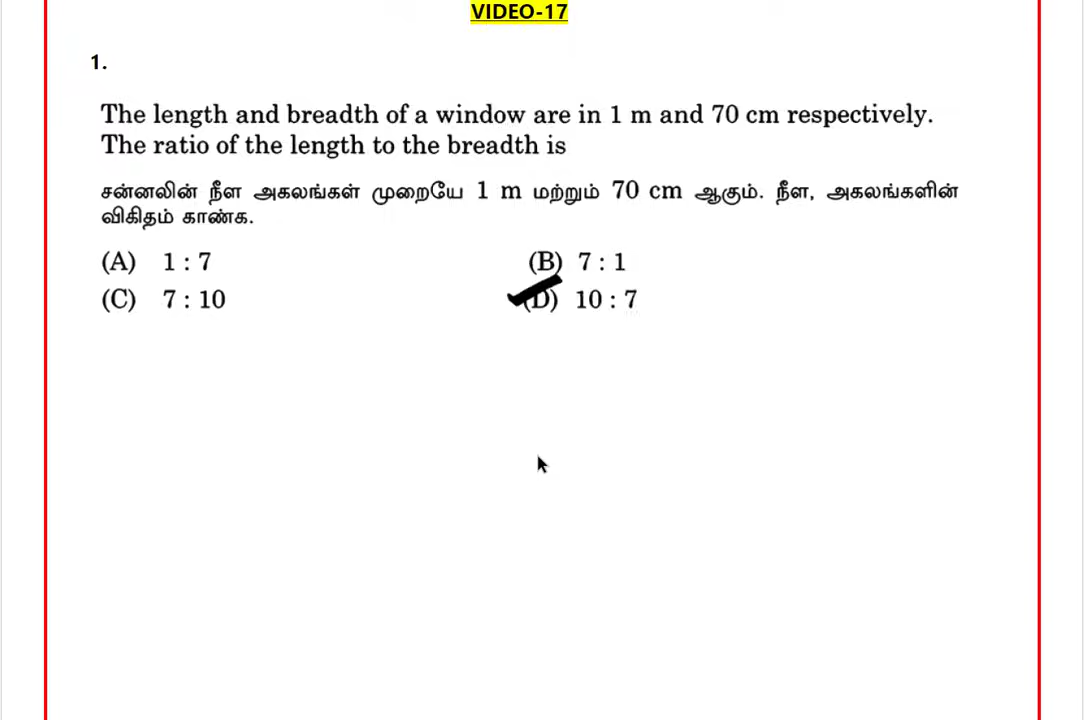 VIDEO-17
1.
The length and breadth of a window are in 1 m and 70 cm respectively.
The ratio of the length to the breadth is
சன்னலின் நீள அகலங்கள் முறையே 1 m மற்றும் 70 cm ஆகும். நீள, அகலங்களின்
விகிதம் காண்க.
(A) 1 : 7 (B) 7 : 1
(C) 7 : 10 (D) 10 : 7